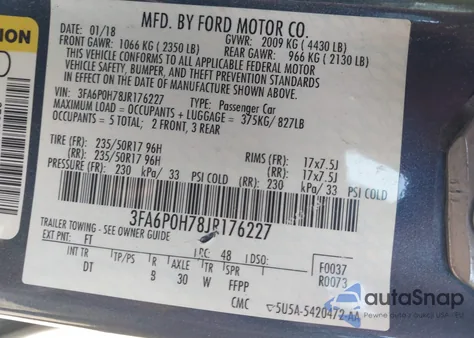 MFD. BY FORD MOTOR CO.
DATE: 01/18 GVWR: 2009 KG (4430 LB)
FRONT GAWR: 1066 KG (2350 LB) REAR GAWR: 966 KG (2130 LB)
THIS VEHICLE CONFORMS TO ALL APPLICABLE FEDERAL MOTOR
VEHICLE SAFETY, BUMPER, AND THEFT PREVENTION STANDARDS
IN EFFECT ON THE DATE OF MANUFACTURE SHOWN ABOVE.
VIN: 3FA6P0H78JR176227 TYPE: Passenger Car
MAXIMUM LOAD = OCCUPANTS + LUGGAGE = 375KG/827LB
OCCUPANTS = 5 TOTAL; 2 FRONT, 3 REAR
TIRE (FR): 235/50R17 96H RIMS (FR): 17x7.5J
(RR): 235/50R17 96H (RR): 17x7.5J
PRESSURE (FR): 230 kPa/ 33 PSI COLD (RR): 230 kPa/ 33 PSI COLD
3FA6P0H78JR176227
TRAILER TOWING - SEE OWNER GUIDE
EXT PNT: FT RC: 48 DSO: F0037
INT TR TP/PS R AXLE TR SPR R0073
DT B 30 W FFPP
CMC 5U5A-5420472-AA
autoSnap
Pewne Auto z USA - EU